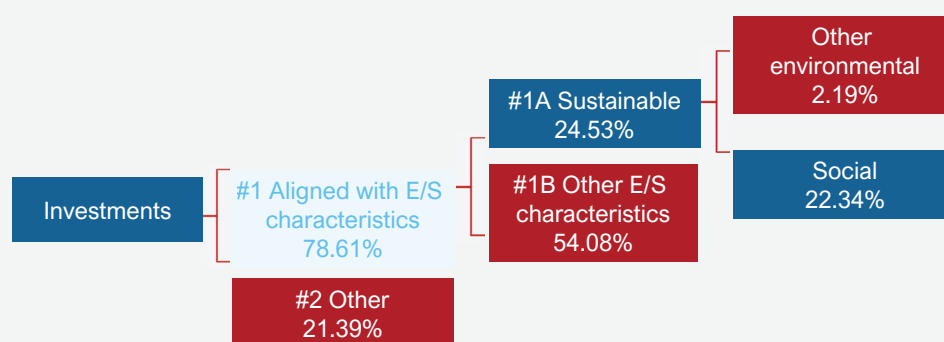 Investments
#1 Aligned with E/S
characteristics
78.61%
#2 Other
21.39%
#1A Sustainable
24.53%
#1B Other E/S
characteristics
54.08%
Other
environmental
2.19%
Social
22.34%